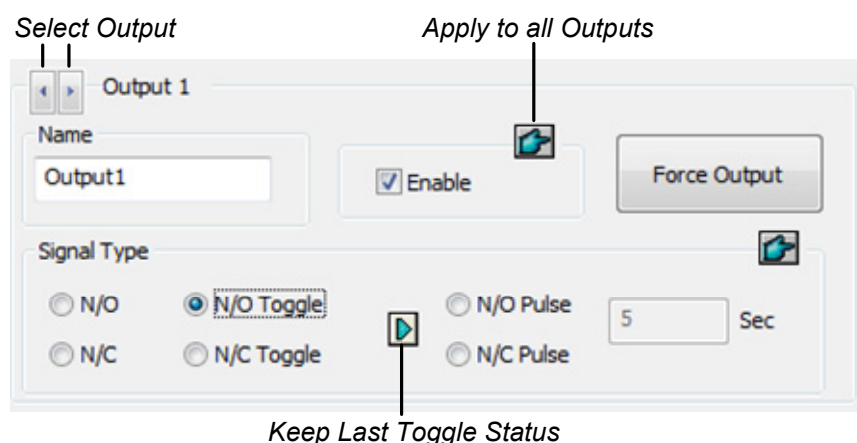 Select Output
Apply to all Outputs
Output 1
Name
Output1
Enable
Force Output
Signal Type
N/O
N/O Toggle
N/O Pulse
5
Sec
N/C
N/C Toggle
N/C Pulse
Keep Last Toggle Status